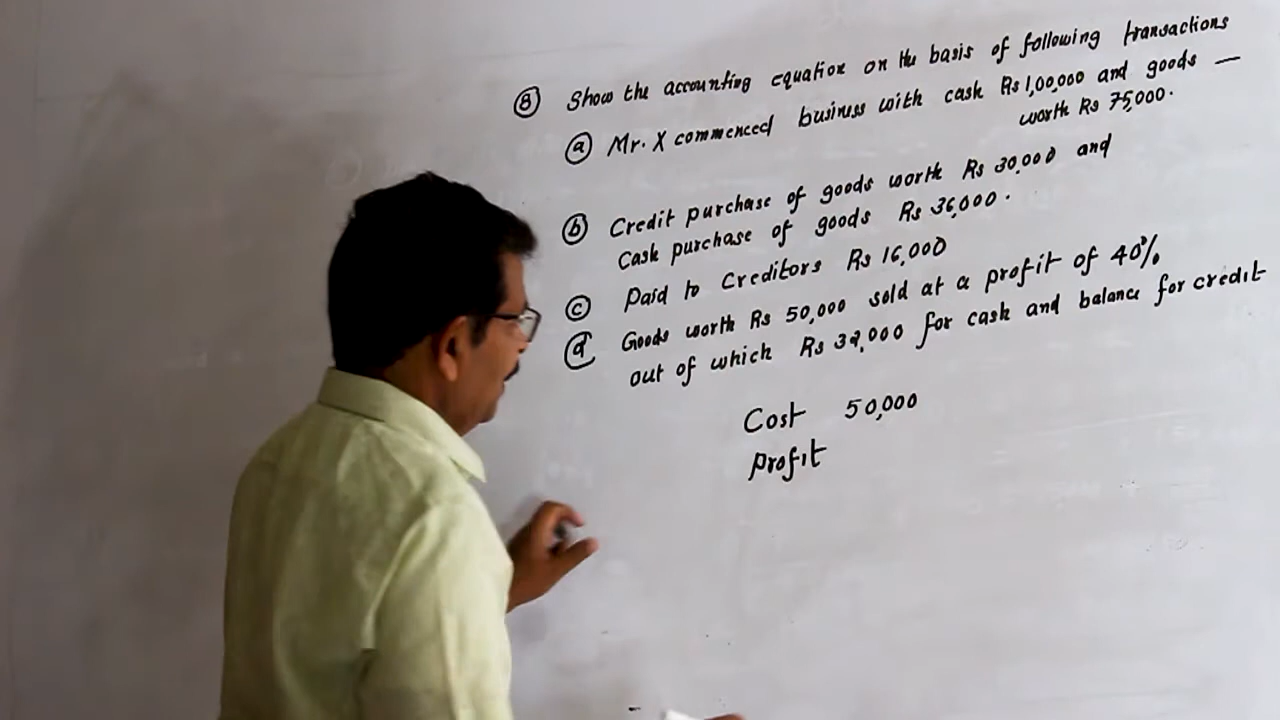 8 Show the accounting equation on the basis of following transactions
a Mr. X commenced business with cash Rs 1,00,000 and goods —
worth Rs 75,000.
b Credit purchase of goods worth Rs 30,000 and
Cash purchase of goods Rs 36,000.
c Paid to Creditors Rs 16,000
d Goods worth Rs 50,000 sold at a profit of 40%
out of which Rs 32,000 for cash and balance for credit
Cost 50,000
Profit